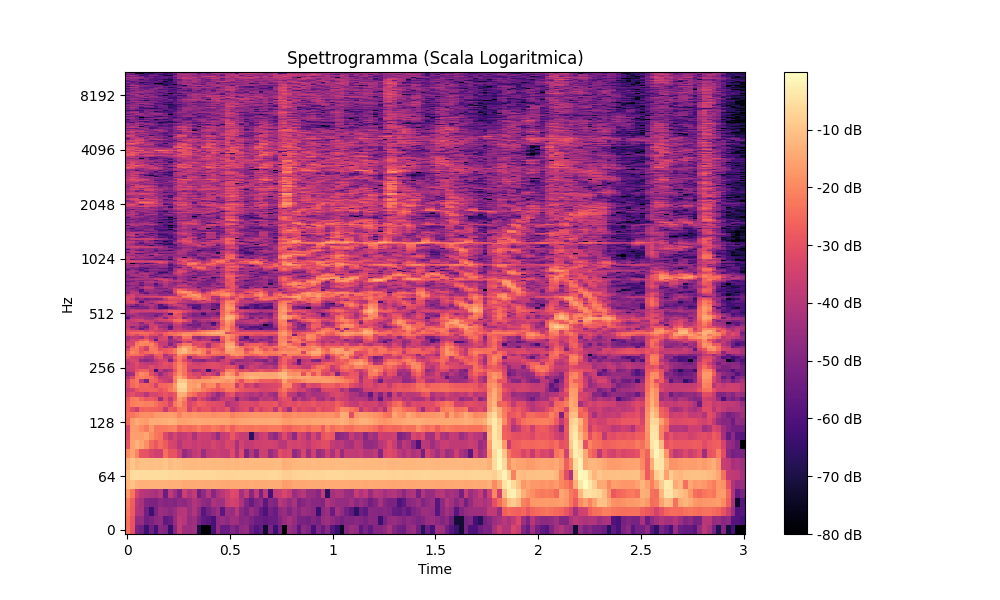 Spettrogramma (Scala Logaritmica)
8192
4096
2048
1024
512
256
128
64
0
Hz
0
0.5
1
1.5
2
2.5
3
Time
-10 dB
-20 dB
-30 dB
-40 dB
-50 dB
-60 dB
-70 dB
-80 dB